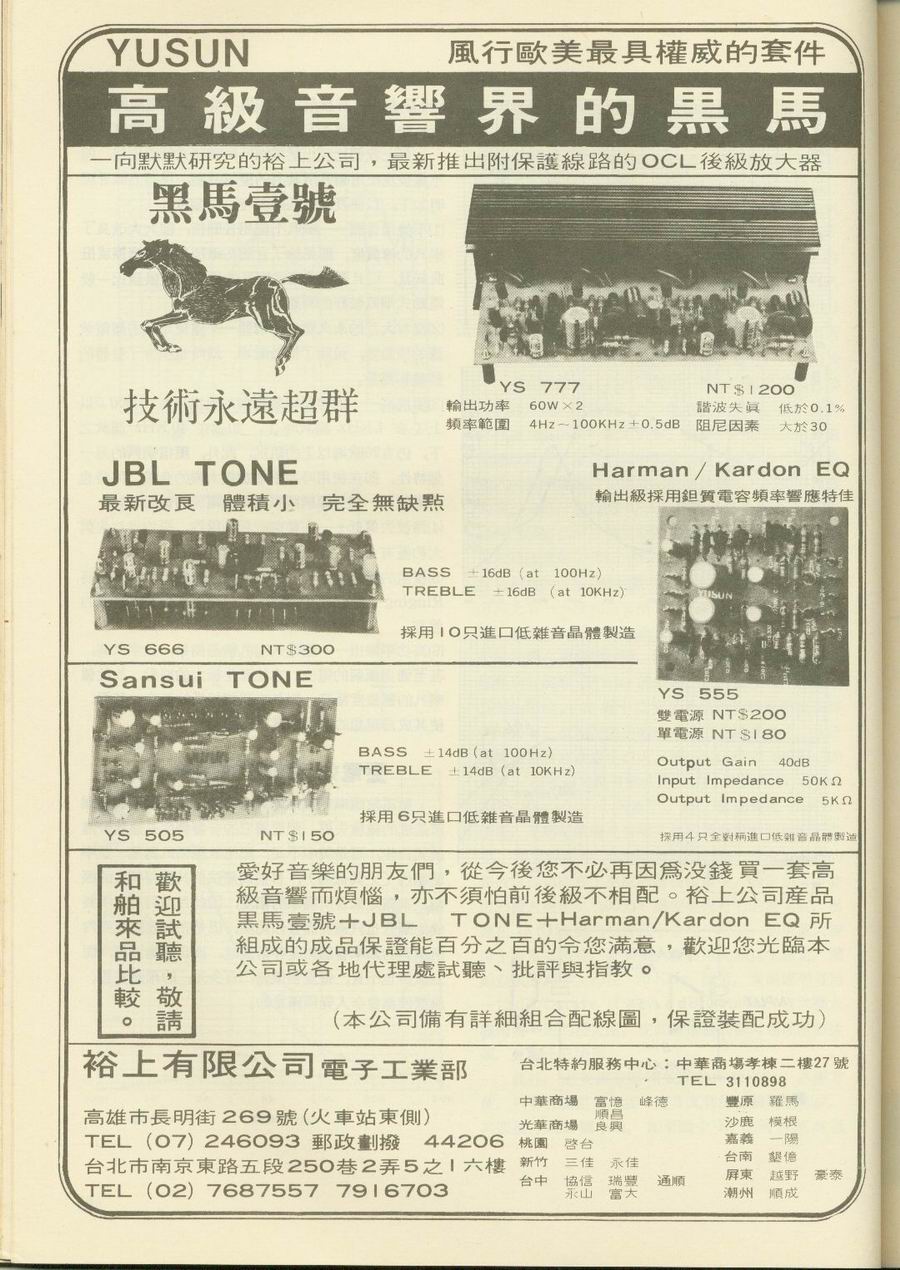 YUSUN 風行歐美最具權威的套件
高級音響界的黑馬
一向默默研究的裕上公司，最新推出附保護線路的OCL後級放大器
黑馬壹號
技術永遠超群
YS 777 NT$1200
輸出功率 60W×2 諧波失眞 低於0.1%
頻率範圍 4Hz～100KHz±0.5dB 阻尼因素 大於30
JBL TONE
最新改良 體積小 完全無缺點
BASS ±16dB (at 100Hz)
TREBLE ±16dB (at 10KHz)
採用10只進口低雜音晶體製造
YS 666 NT$300
Harman/Kardon EQ
輸出級採用鉭質電容頻率響應特佳
YUSUN
YS 555
雙電源 NT$200
單電源 NT$180
Output Gain 40dB
Input Impedance 50KΩ
Output Impedance 5KΩ
採用4只全對稱進口低雜音晶體製造
Sansui TONE
YUSUN
BASS ±14dB (at 100Hz)
TREBLE ±14dB (at 10KHz)
採用6只進口低雜音晶體製造
YS 505 NT$150
歡迎試聽，敬請
和舶來品比較。
愛好音樂的朋友們，從今後您不必再因爲没錢買一套高
級音響而煩惱，亦不須怕前後級不相配。裕上公司産品
黑馬壹號＋JBL TONE＋Harman/Kardon EQ 所
組成的成品保證能百分之百的令您滿意，歡迎您光臨本
公司或各地代理處試聽、批評與指教。
(本公司備有詳細組合配線圖，保證裝配成功)
裕上有限公司電子工業部
高雄市長明街269號(火車站東側)
TEL (07) 246093 郵政劃撥 44206
台北市南京東路五段250巷2弄5之1六樓
TEL (02) 7687557 7916703
台北特約服務中心：中華商場孝棟二樓27號
TEL 3110898
中華商場 富憶 峰德
順昌
光華商場 良興
桃園 啓台
新竹 三佳 永佳
台中 協信 瑞豐 通順
永山 富大
豐原 羅馬
沙鹿 模根
嘉義 一陽
台南 墾億
屏東 越野 豪泰
潮州 順成